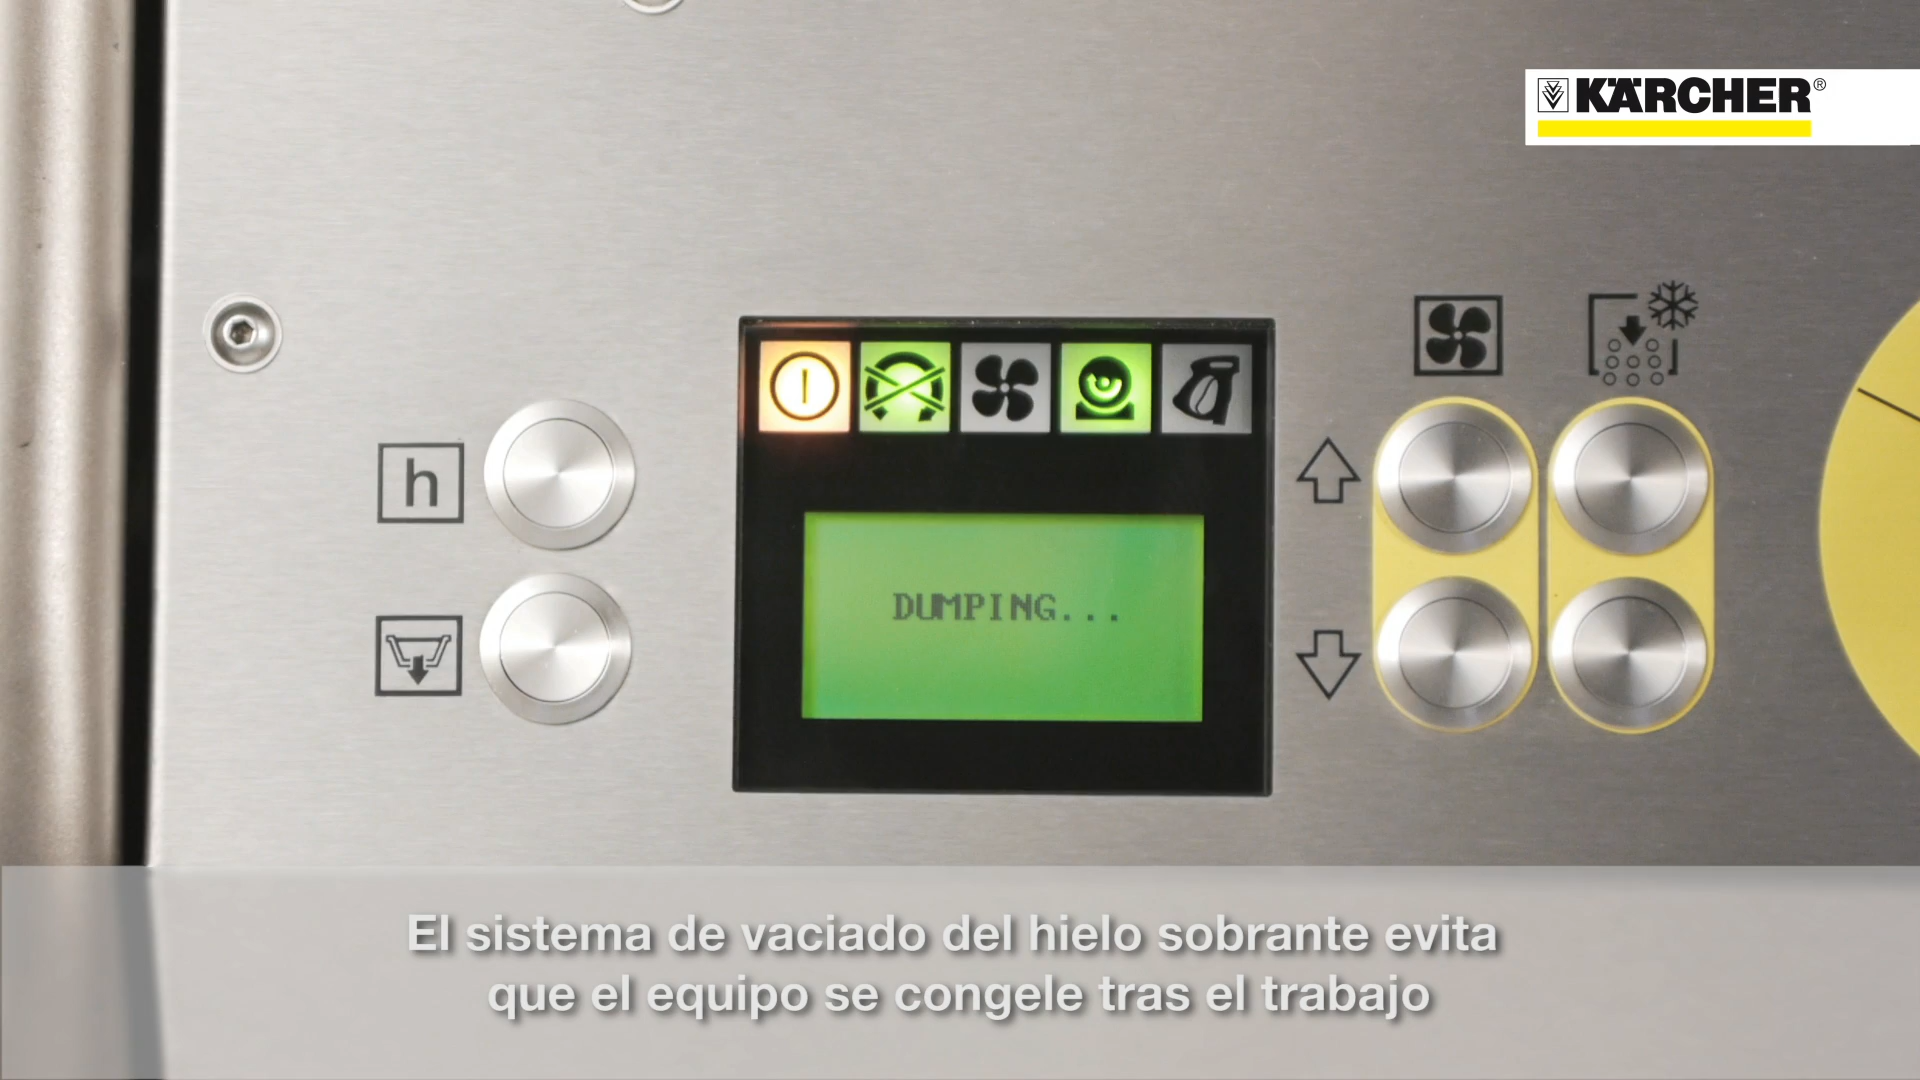 KÄRCHER®
h
DUMPING...
El sistema de vaciado del hielo sobrante evita
que el equipo se congele tras el trabajo